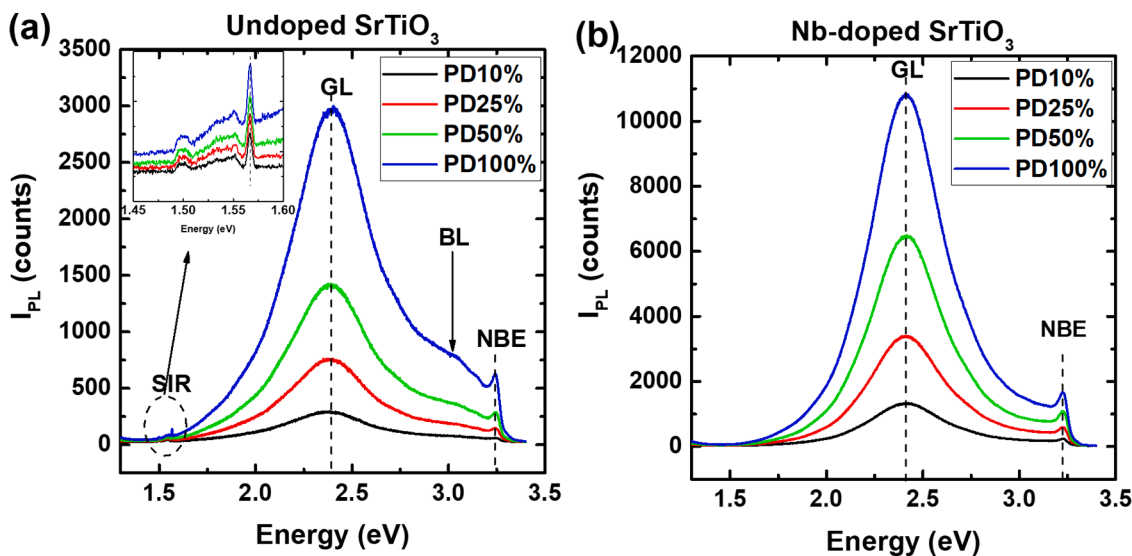 (a)
Undoped SrTiO₃
3500
3000
2500
2000
1500
1000
500
0
I_PL (counts)
1.45 1.50 1.55 1.60
Energy (eV)
GL
PD10%
PD25%
PD50%
PD100%
BL
NBE
SIR
1.5 2.0 2.5 3.0 3.5
Energy (eV)
(b)
Nb-doped SrTiO₃
12000
10000
8000
6000
4000
2000
0
I_PL (counts)
GL
PD10%
PD25%
PD50%
PD100%
NBE
1.5 2.0 2.5 3.0 3.5
Energy (eV)